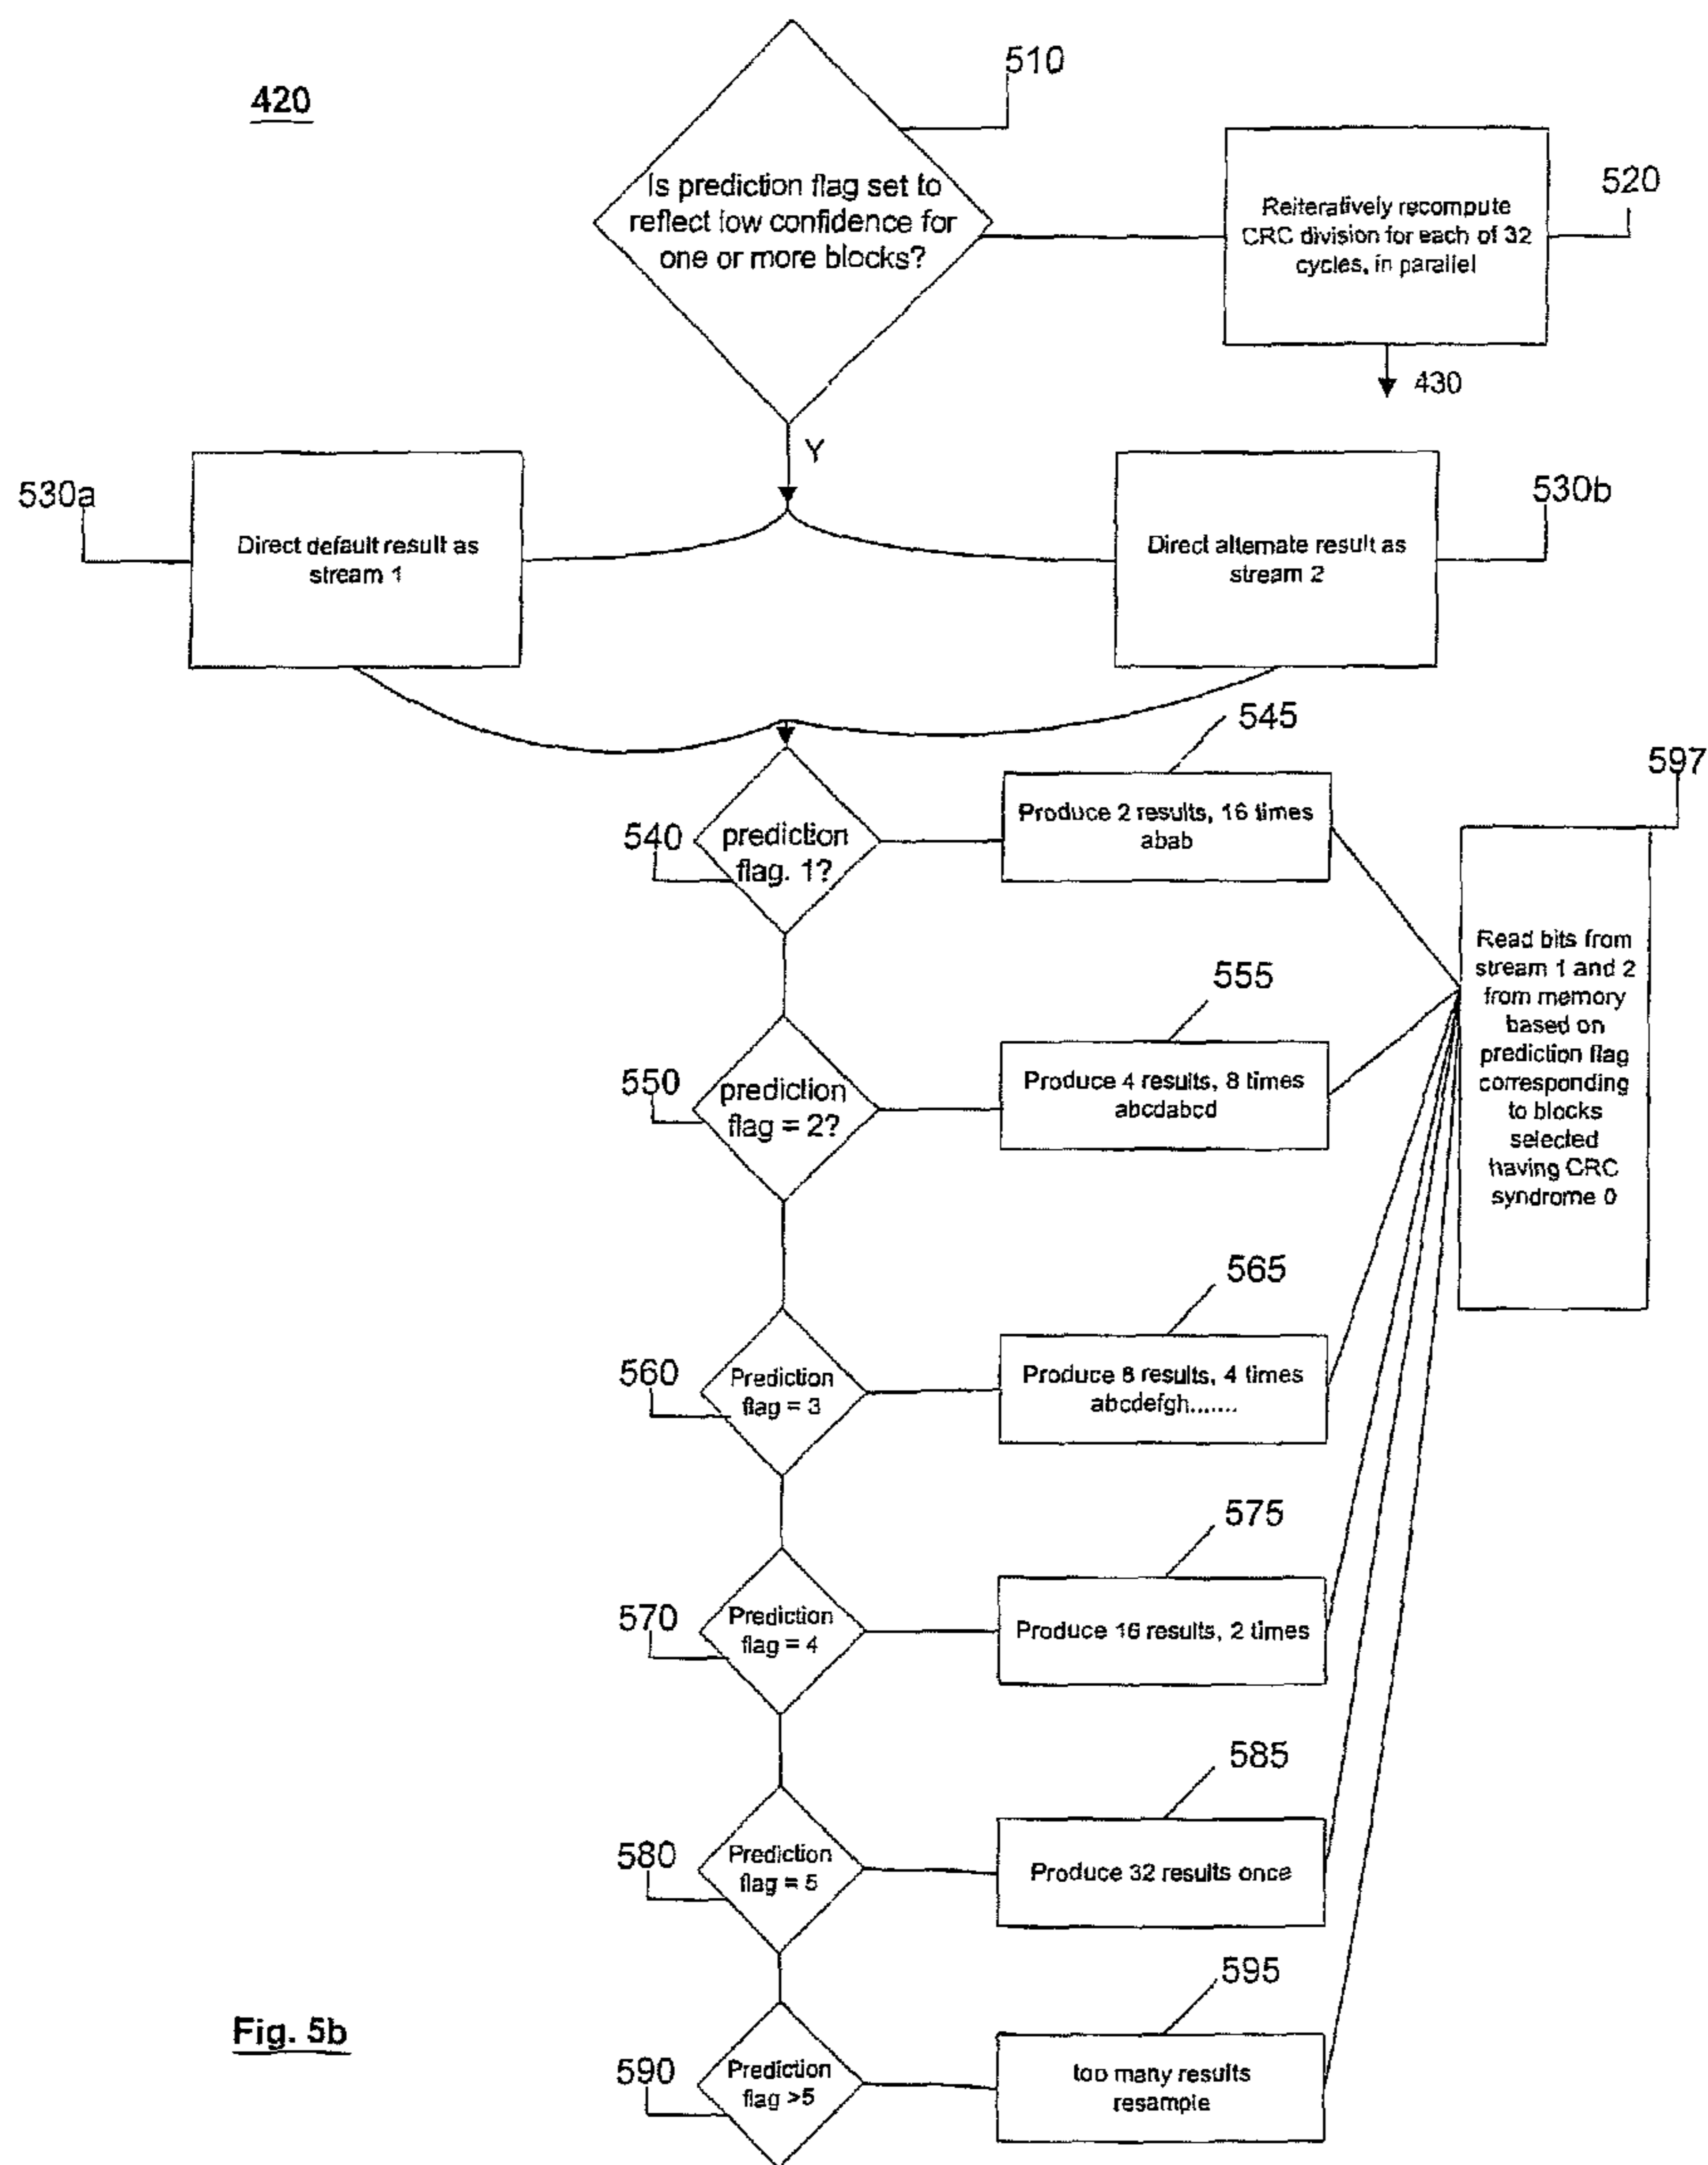 420
510
Is prediction flag set to
reflect low confidence for
one or more blocks?
520
Reiteratively recompute
CRC division for each of 32
cycles, in parallel
430
Y
530a
Direct default result as
stream 1
530b
Direct alternate result as
stream 2
545
597
540
prediction
flag. 1?
Produce 2 results, 16 times
abab
Read bits from
stream 1 and 2
from memory
based on
prediction flag
corresponding
to blocks
selected
having CRC
syndrome 0
555
550
prediction
flag = 2?
Produce 4 results, 8 times
abcdabcd
565
560
Prediction
flag = 3
Produce 8 results, 4 times
abcdefgh.......
575
570
Prediction
flag = 4
Produce 16 results, 2 times
585
580
Prediction
flag = 5
Produce 32 results once
595
590
Prediction
flag >5
too many results
resample
Fig. 5b